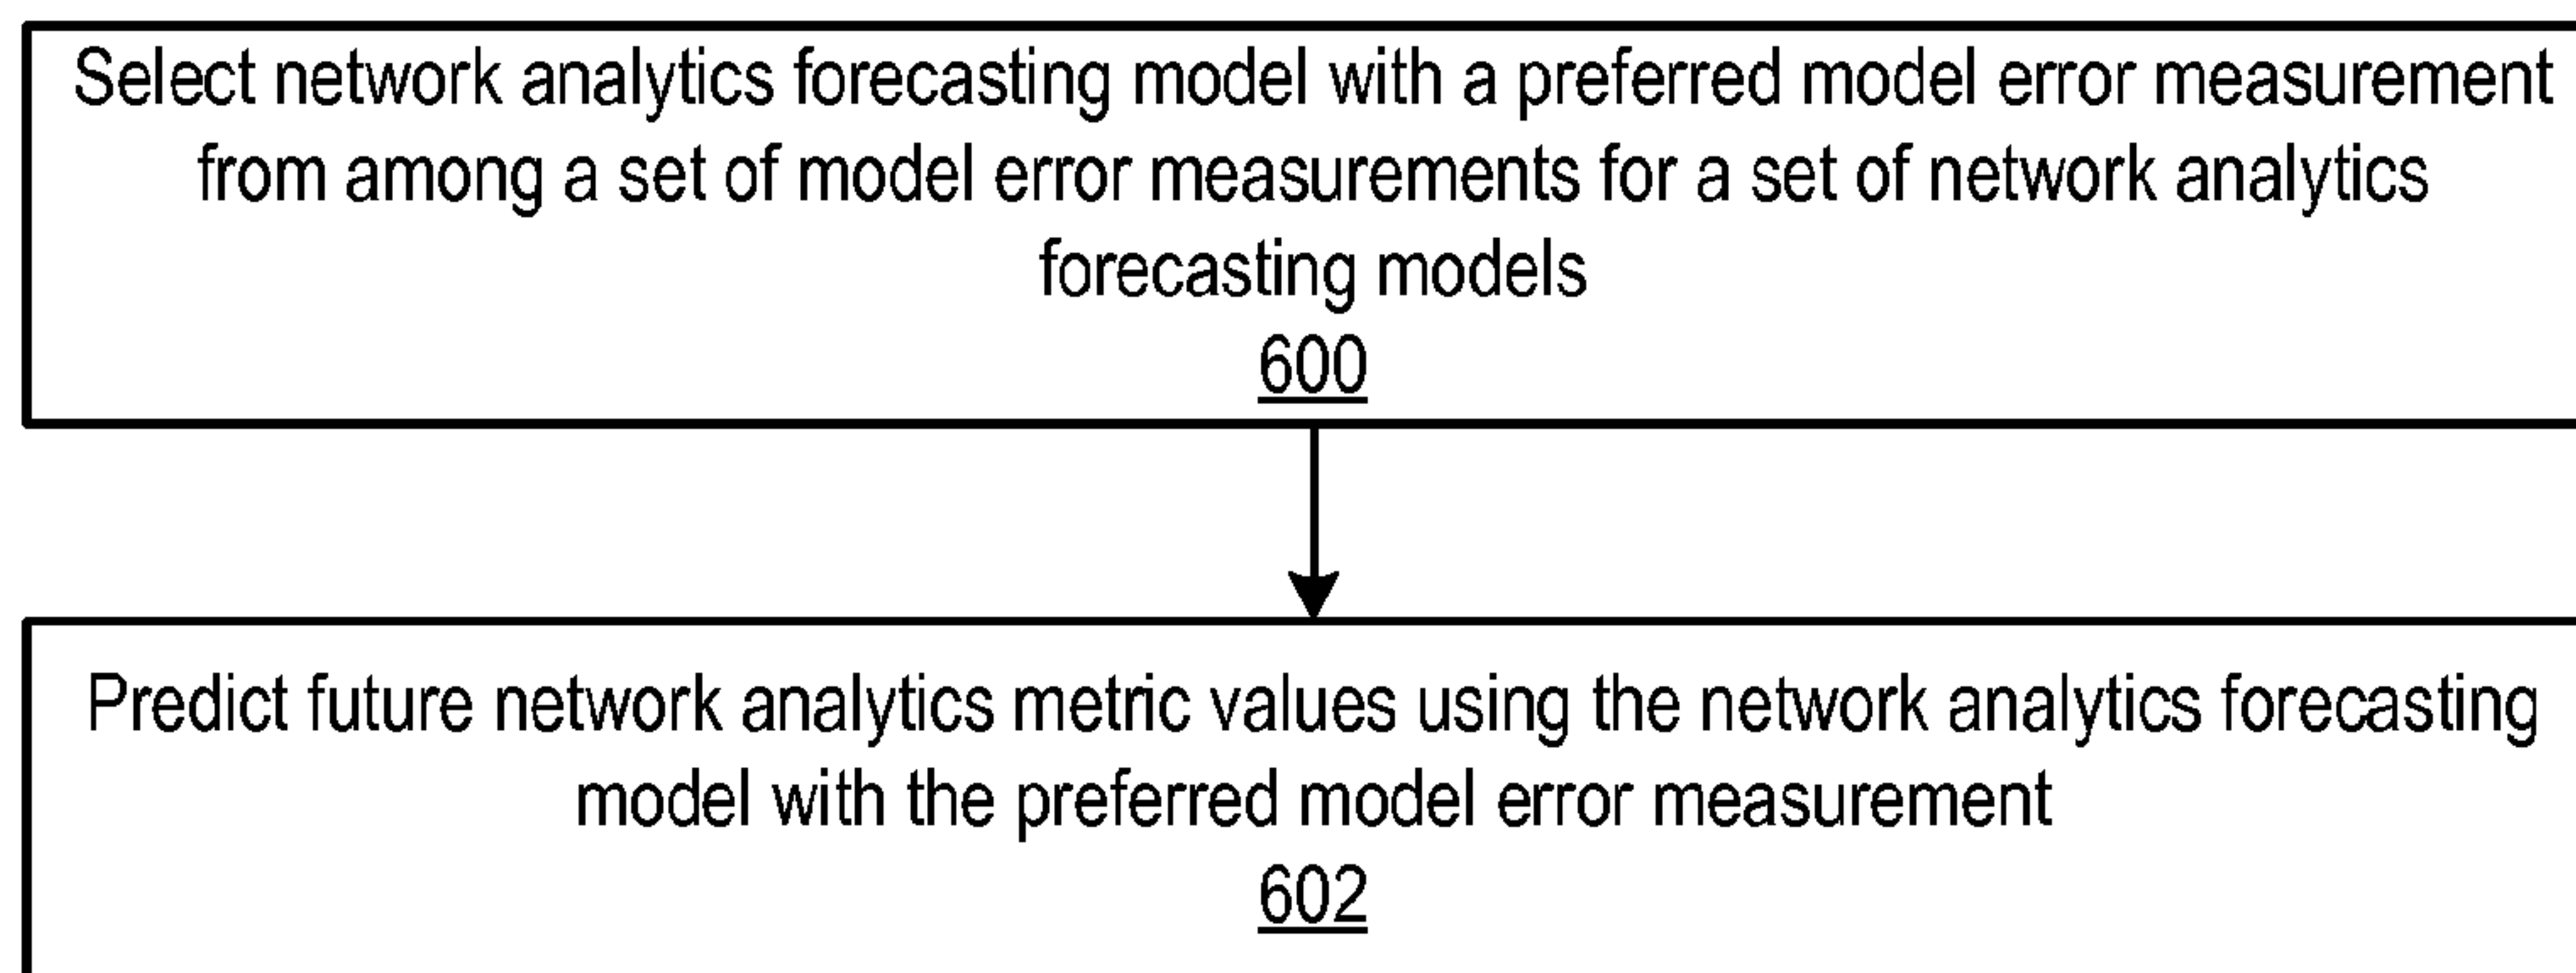 Select network analytics forecasting model with a preferred model error measurement
from among a set of model error measurements for a set of network analytics
forecasting models
600
Predict future network analytics metric values using the network analytics forecasting
model with the preferred model error measurement
602